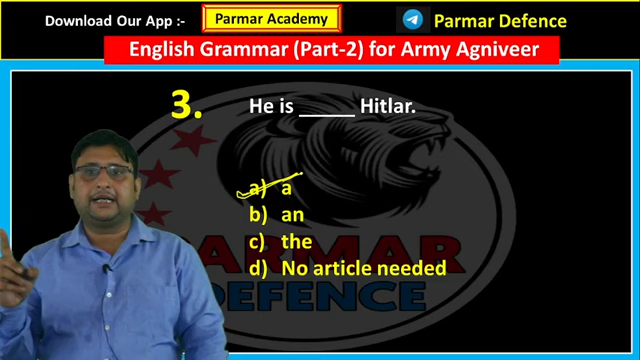 Download Our App :-
Parmar Academy
Parmar Defence
English Grammar (Part-2) for Army Agniveer
3.
He is _____ Hitlar.
a) a
b) an
c) the
d) No article needed
PARMAR
DEFENCE